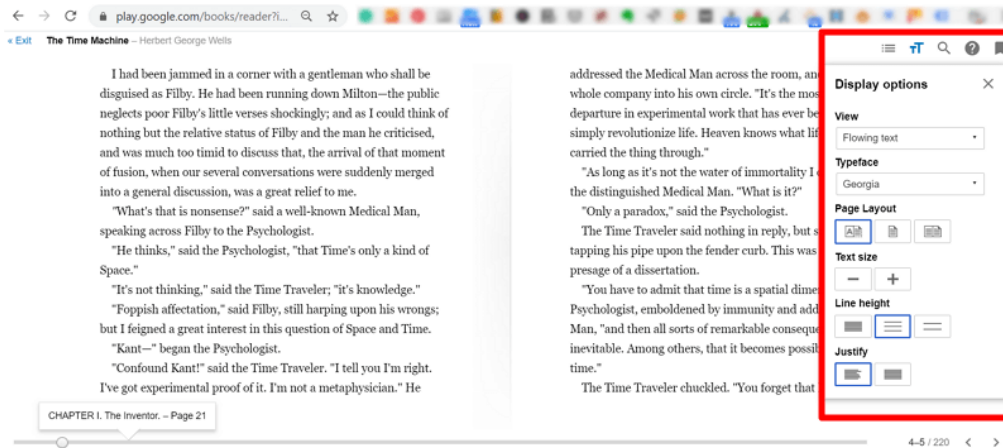 play.google.com/books/reader?i...
« Exit The Time Machine – Herbert George Wells
I had been jammed in a corner with a gentleman who shall be
disguised as Filby. He had been running down Milton—the public
neglects poor Filby's little verses shockingly; and as I could think of
nothing but the relative status of Filby and the man he criticised,
and was much too timid to discuss that, the arrival of that moment
of fusion, when our several conversations were suddenly merged
into a general discussion, was a great relief to me.
"What's that is nonsense?" said a well-known Medical Man,
speaking across Filby to the Psychologist.
"He thinks," said the Psychologist, "that Time's only a kind of
Space."
"It's not thinking," said the Time Traveler; "it's knowledge."
"Foppish affectation," said Filby, still harping upon his wrongs;
but I feigned a great interest in this question of Space and Time.
"Kant—" began the Psychologist.
"Confound Kant!" said the Time Traveler. "I tell you I'm right.
I've got experimental proof of it. I'm not a metaphysician." He
addressed the Medical Man across the room, and
whole company into his own circle. "It's the mos
departure in experimental work that has ever be
simply revolutionize life. Heaven knows what lif
carried the thing through."
"As long as it's not the water of immortality I
the distinguished Medical Man. "What is it?"
"Only a paradox," said the Psychologist.
The Time Traveler said nothing in reply, but s
tapping his pipe upon the fender curb. This was
presage of a dissertation.
"You have to admit that time is a spatial dime
Psychologist, emboldened by immunity and add
Man, "and then all sorts of remarkable conseque
inevitable. Among others, that it becomes possib
time."
The Time Traveler chuckled. "You forget that
Display options
View
Flowing text
Typeface
Georgia
Page Layout
Text size
Line height
Justify
CHAPTER I. The Inventor. – Page 21
4–5 / 220